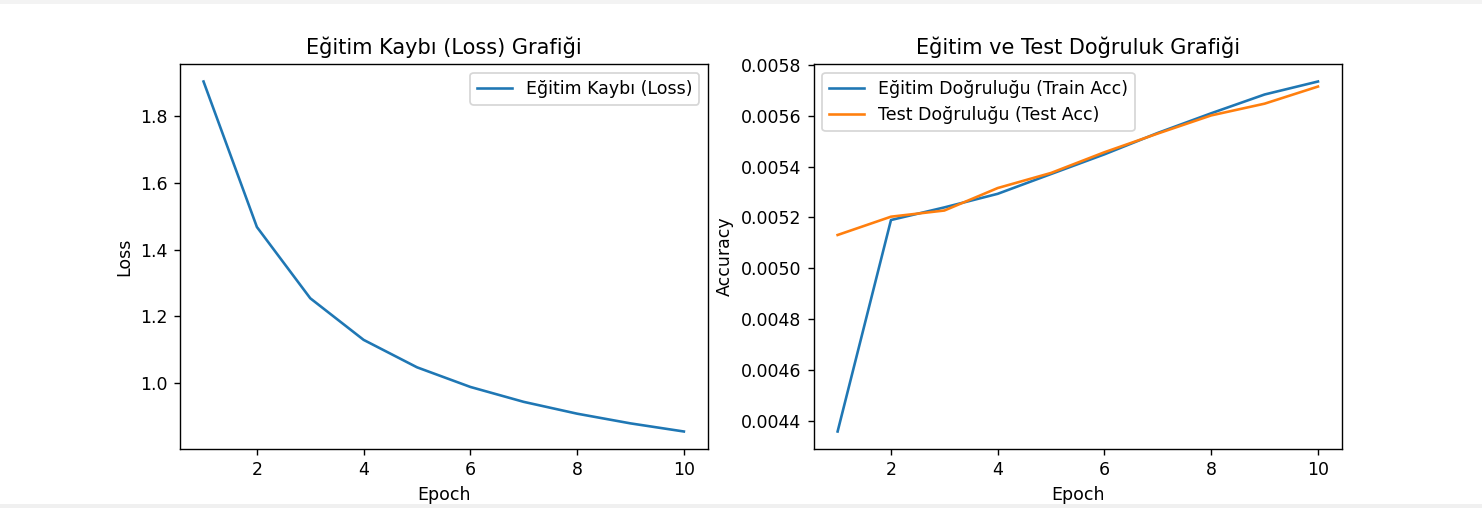 Eğitim Kaybı (Loss) Grafiği
Eğitim Kaybı (Loss)
1.8
1.6
1.4
1.2
1.0
Loss
2
4
6
8
10
Epoch
Eğitim ve Test Doğruluk Grafiği
Eğitim Doğruluğu (Train Acc)
Test Doğruluğu (Test Acc)
0.0058
0.0056
0.0054
0.0052
0.0050
0.0048
0.0046
0.0044
Accuracy
2
4
6
8
10
Epoch